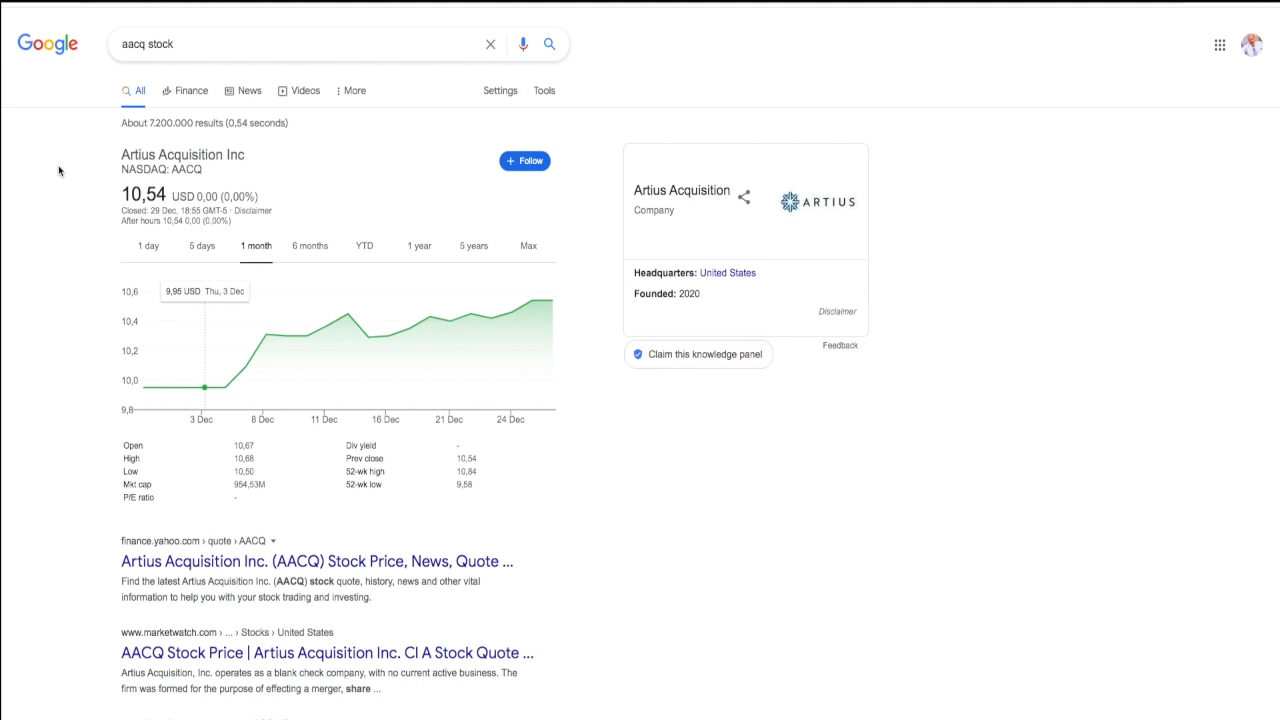 Google
aacq stock
All
Finance
News
Videos
More
Settings
Tools
About 7.200.000 results (0,54 seconds)
Artius Acquisition Inc
NASDAQ: AACQ
+ Follow
10,54 USD 0,00 (0,00%)
Closed: 29 Dec, 18:55 GMT-5 · Disclaimer
After hours 10,54 0,00 (0,00%)
1 day
5 days
1 month
6 months
YTD
1 year
5 years
Max
9,95 USD Thu, 3 Dec
10,6
10,4
10,2
10,0
9,8
3 Dec
8 Dec
11 Dec
16 Dec
21 Dec
24 Dec
Open 10,67
High 10,68
Low 10,50
Mkt cap 954,53M
P/E ratio -
Div yield -
Prev close 10,54
52-wk high 10,84
52-wk low 9,58
finance.yahoo.com › quote › AACQ
Artius Acquisition Inc. (AACQ) Stock Price, News, Quote ...
Find the latest Artius Acquisition Inc. (AACQ) stock quote, history, news and other vital
information to help you with your stock trading and investing.
www.marketwatch.com › ... › Stocks › United States
AACQ Stock Price | Artius Acquisition Inc. Cl A Stock Quote ...
Artius Acquisition, Inc. operates as a blank check company, with no current active business. The
firm was formed for the purpose of effecting a merger, share ...
Artius Acquisition
Company
ARTIUS
Headquarters: United States
Founded: 2020
Disclaimer
Feedback
Claim this knowledge panel